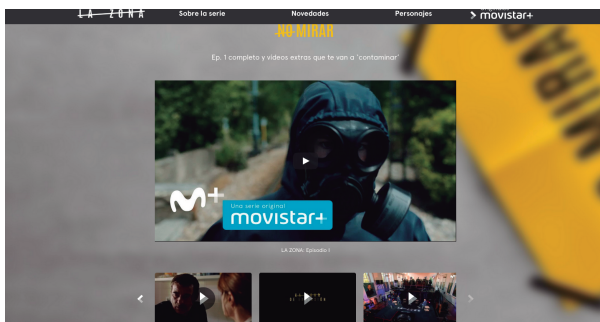 LA ZONA
Sobre la serie
Novedades
Personajes
movistar+
NO MIRAR
Ep. 1 completo y vídeos extras que te van a 'contaminar'
M+
Una serie original
movistar+
LA ZONA: Episodio I
MIRAR